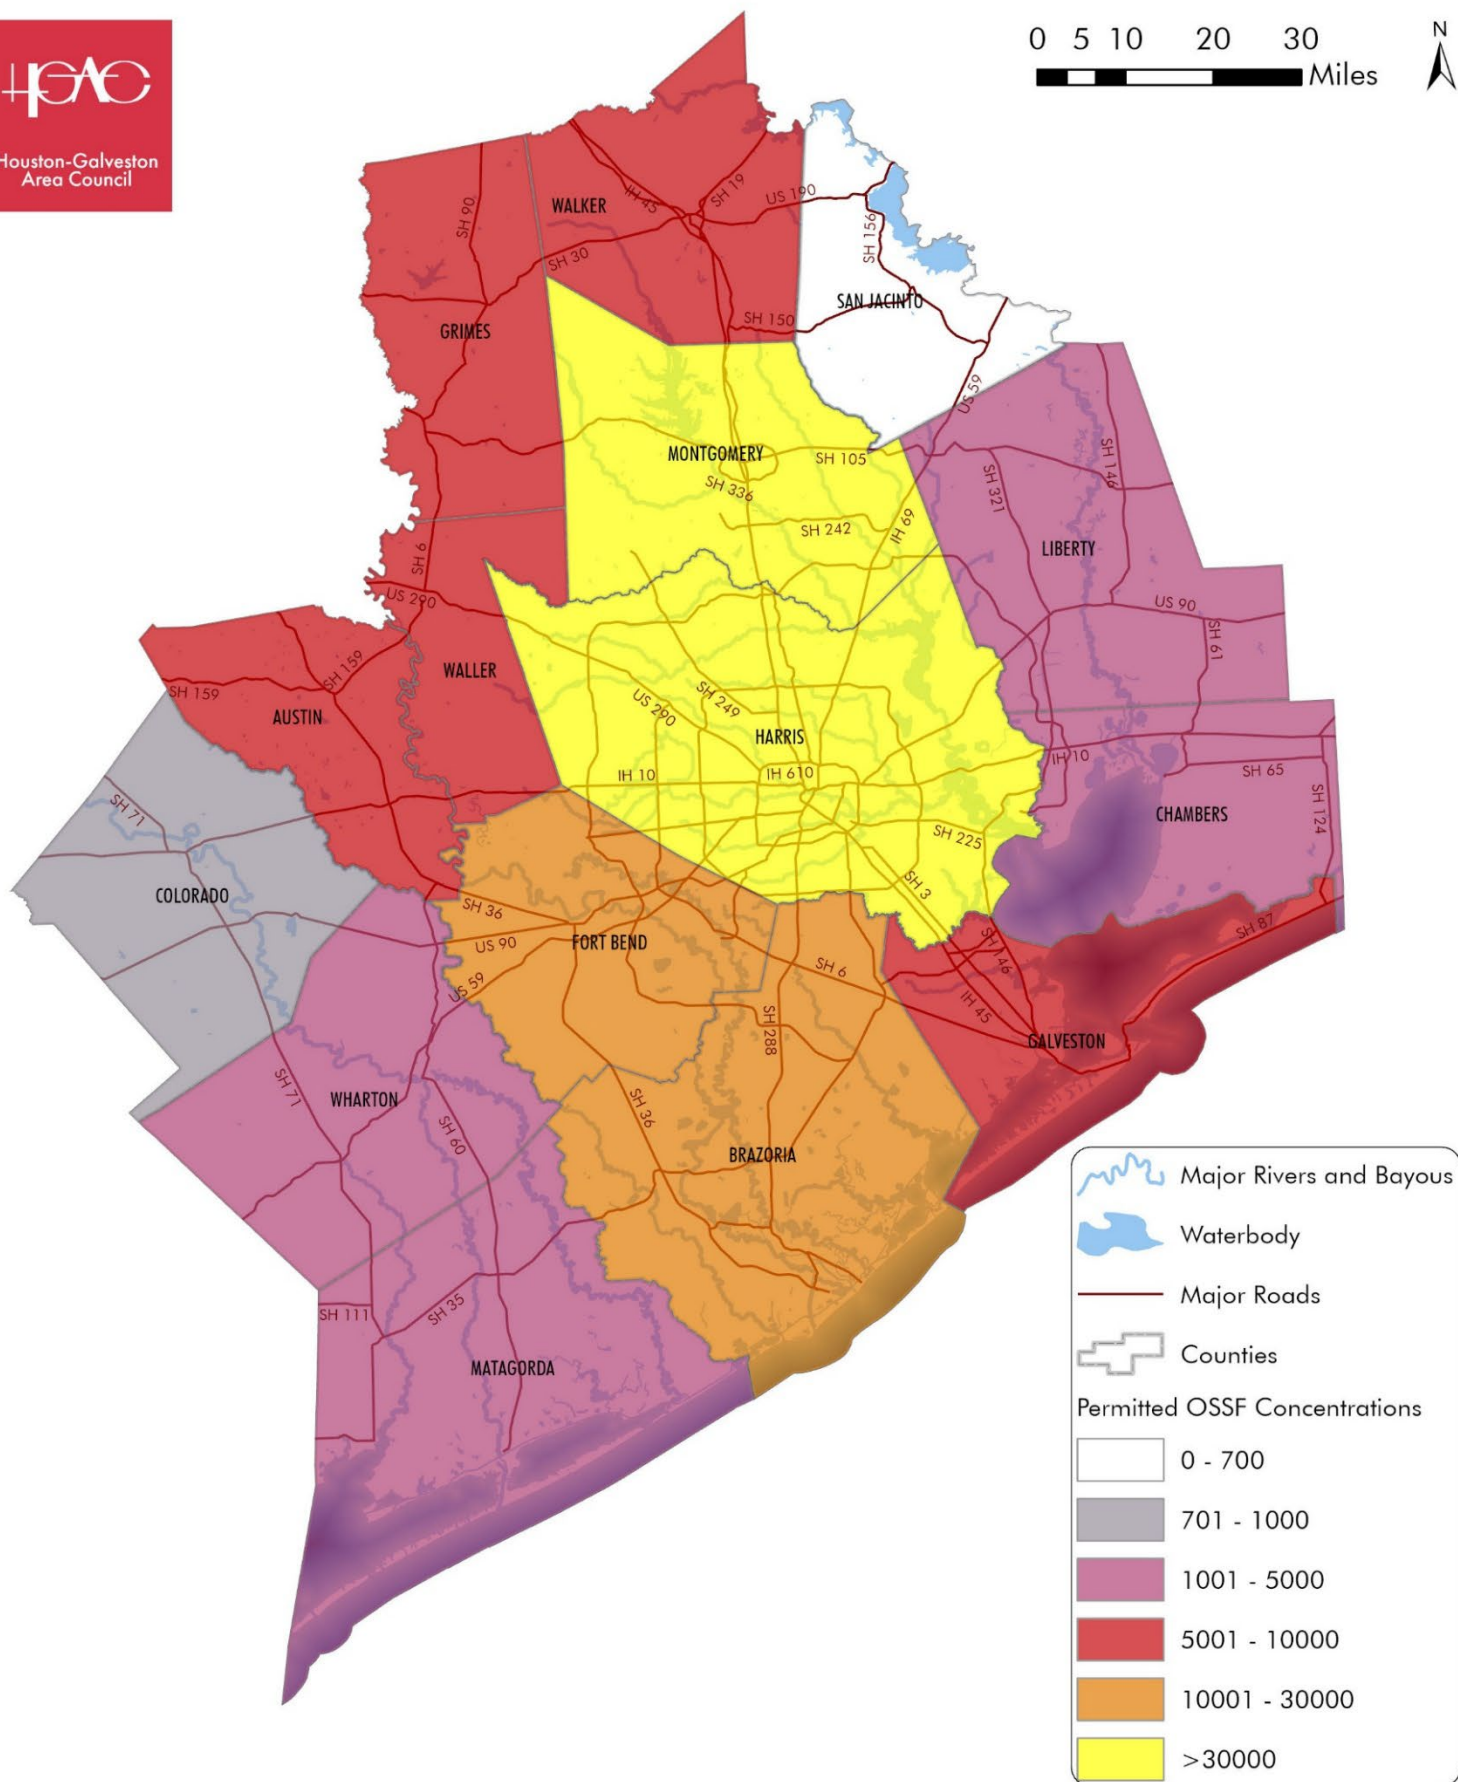 Houston-Galveston
Area Council
0 5 10 20 30
Miles
N
WALKER
IH 45
SH 19
US 190
SH 90
SH 30
SH 156
SAN JACINTO
SH 150
GRIMES
US 59
MONTGOMERY
SH 105
SH 336
SH 321
SH 146
SH 242
IH 69
LIBERTY
SH 6
US 290
US 90
SH 61
WALLER
SH 159
SH 159
AUSTIN
SH 249
US 290
HARRIS
IH 10
IH 610
IH 10
SH 65
SH 71
CHAMBERS
SH 124
SH 225
COLORADO
SH 3
SH 36
US 90
FORT BEND
SH 6
SH 146
SH 87
US 59
IH 45
SH 288
GALVESTON
SH 71
WHARTON
SH 60
SH 36
BRAZORIA
SH 111
SH 35
MATAGORDA
Major Rivers and Bayous
Waterbody
Major Roads
Counties
Permitted OSSF Concentrations
0 - 700
701 - 1000
1001 - 5000
5001 - 10000
10001 - 30000
>30000